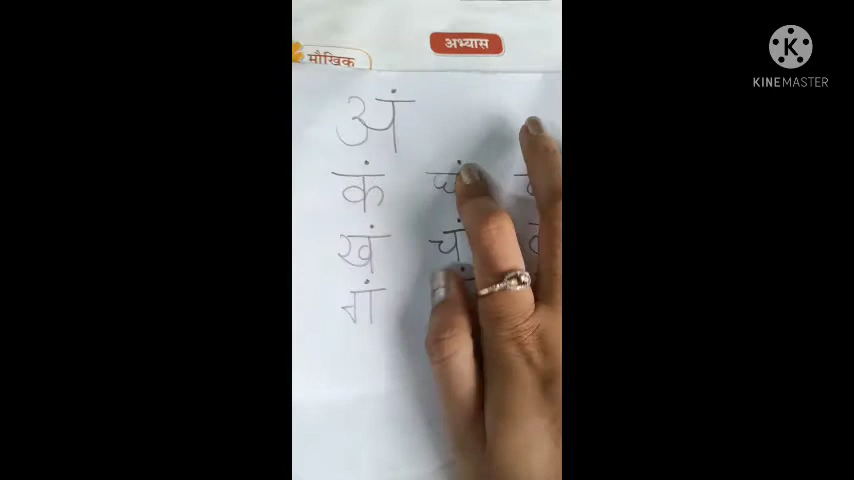 अभ्यास
मौखिक
अं
कं घं
खं चं
गं
KINEMASTER